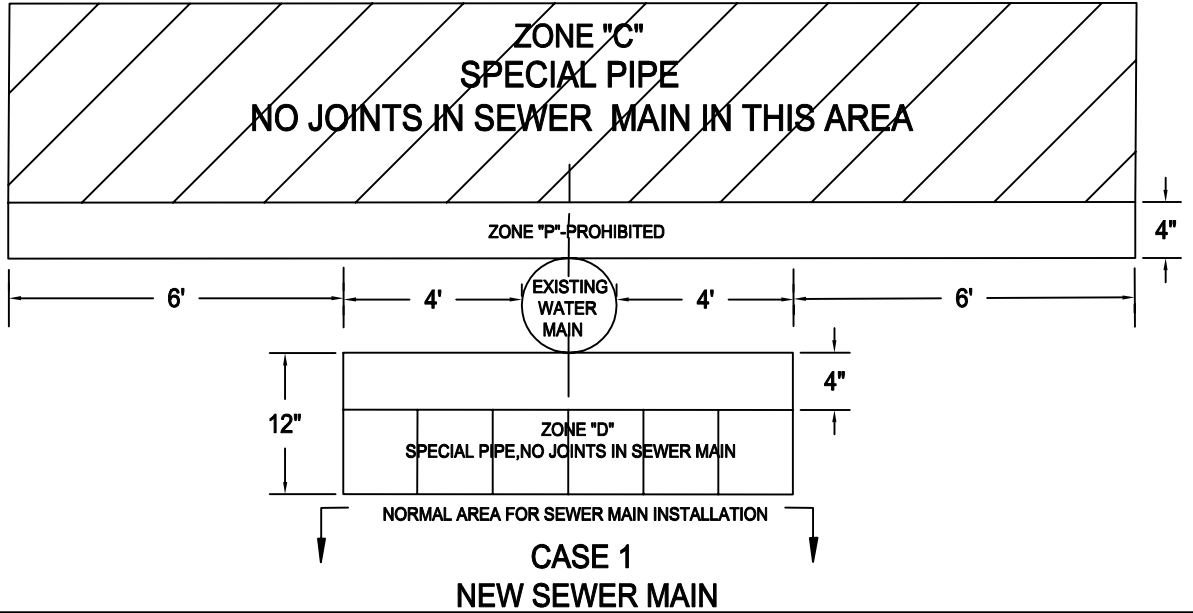 ZONE "C"
SPECIAL PIPE
NO JOINTS IN SEWER MAIN IN THIS AREA
ZONE "P"-PROHIBITED
4"
6'
4'
EXISTING
WATER
MAIN
4'
6'
12"
4"
ZONE "D"
SPECIAL PIPE,NO JOINTS IN SEWER MAIN
NORMAL AREA FOR SEWER MAIN INSTALLATION
CASE 1
NEW SEWER MAIN